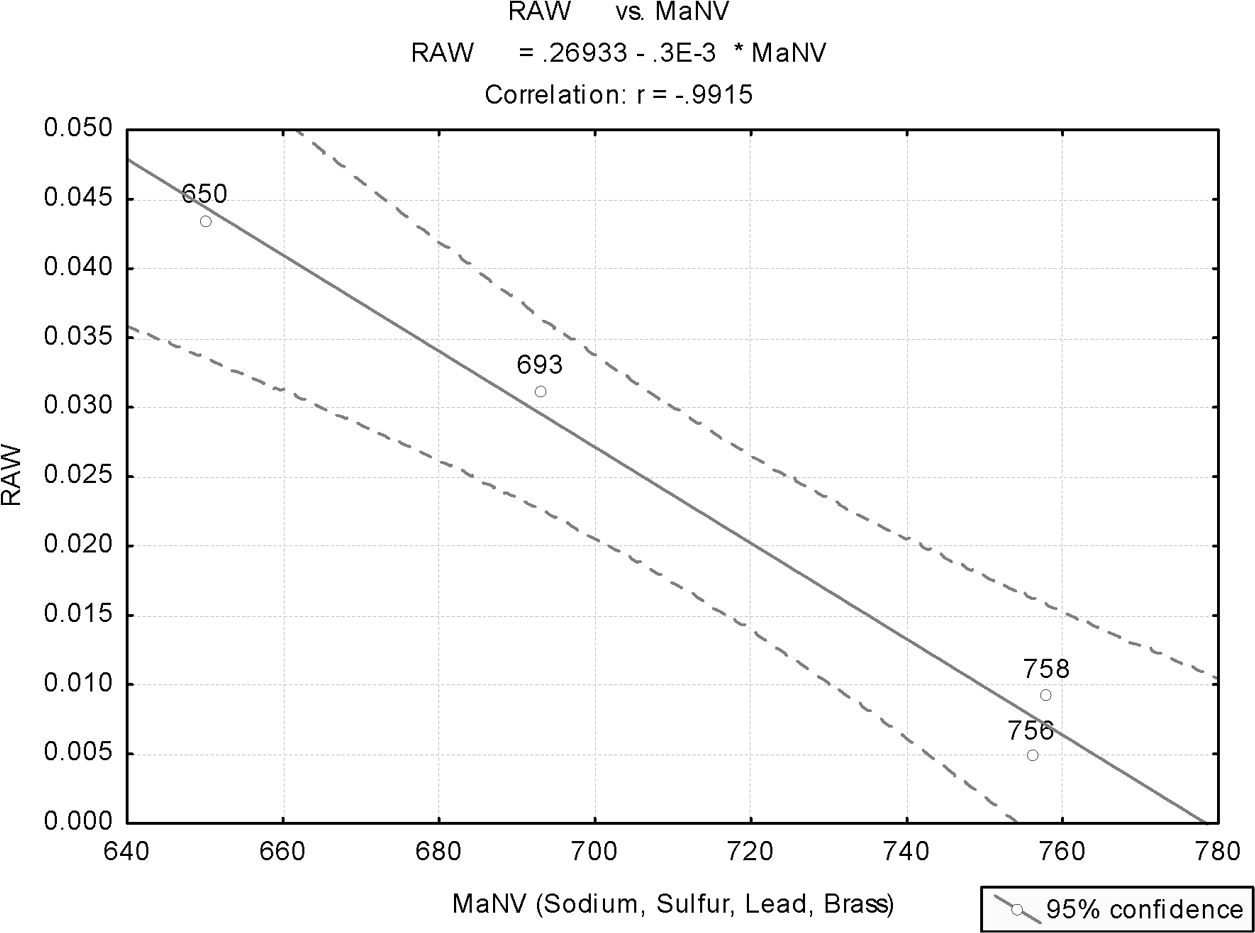 RAW vs. MaNV
RAW = .26933 - .3E-3 * MaNV
Correlation: r = -.9915
0.050
0.045
0.040
0.035
0.030
0.025
0.020
0.015
0.010
0.005
0.000
RAW
650
693
758
756
640 660 680 700 720 740 760 780
MaNV (Sodium, Sulfur, Lead, Brass)
95% confidence